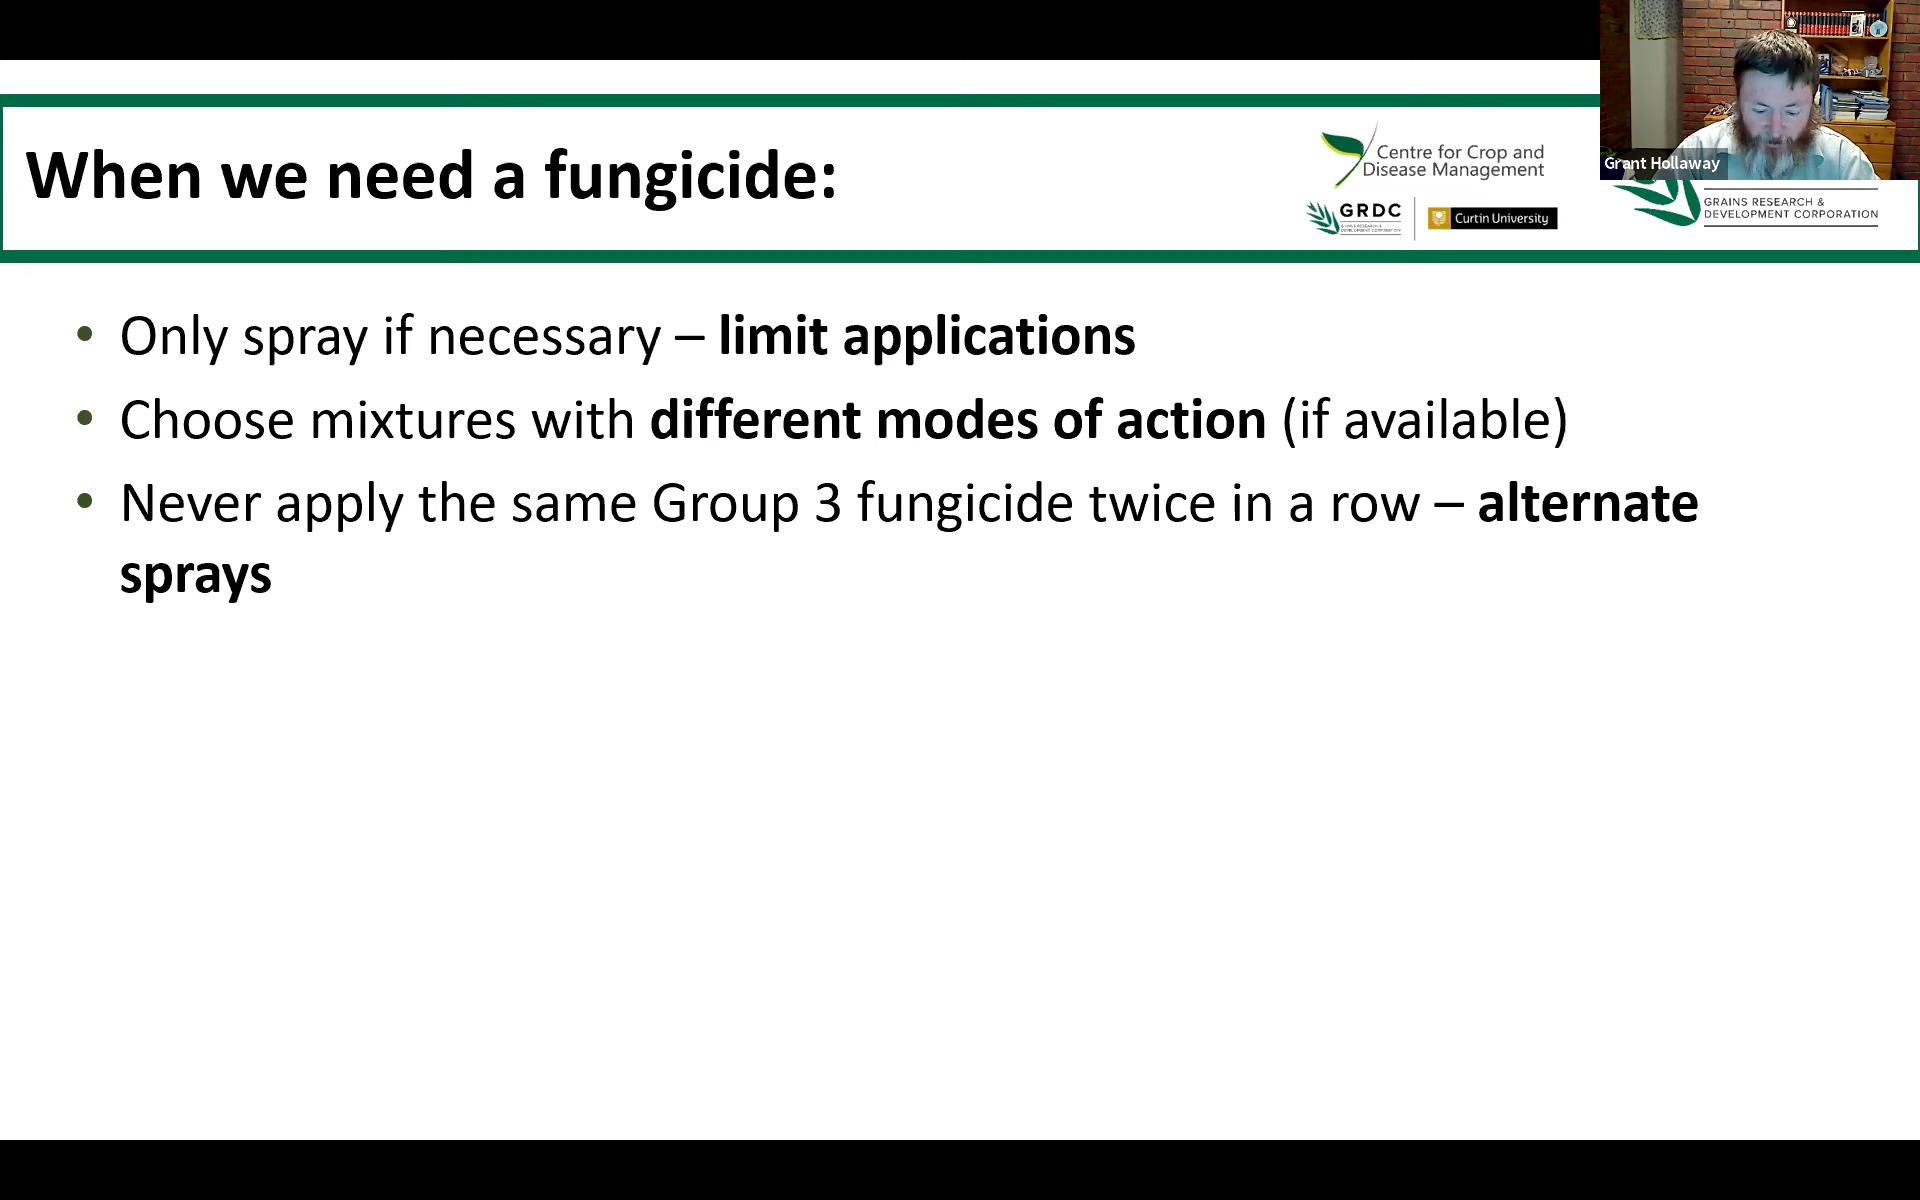 When we need a fungicide:
Centre for Crop and
Disease Management
GRDC
Curtin University
Grant Hollaway
GRAINS RESEARCH &
DEVELOPMENT CORPORATION
• Only spray if necessary – limit applications
• Choose mixtures with different modes of action (if available)
• Never apply the same Group 3 fungicide twice in a row – alternate
sprays